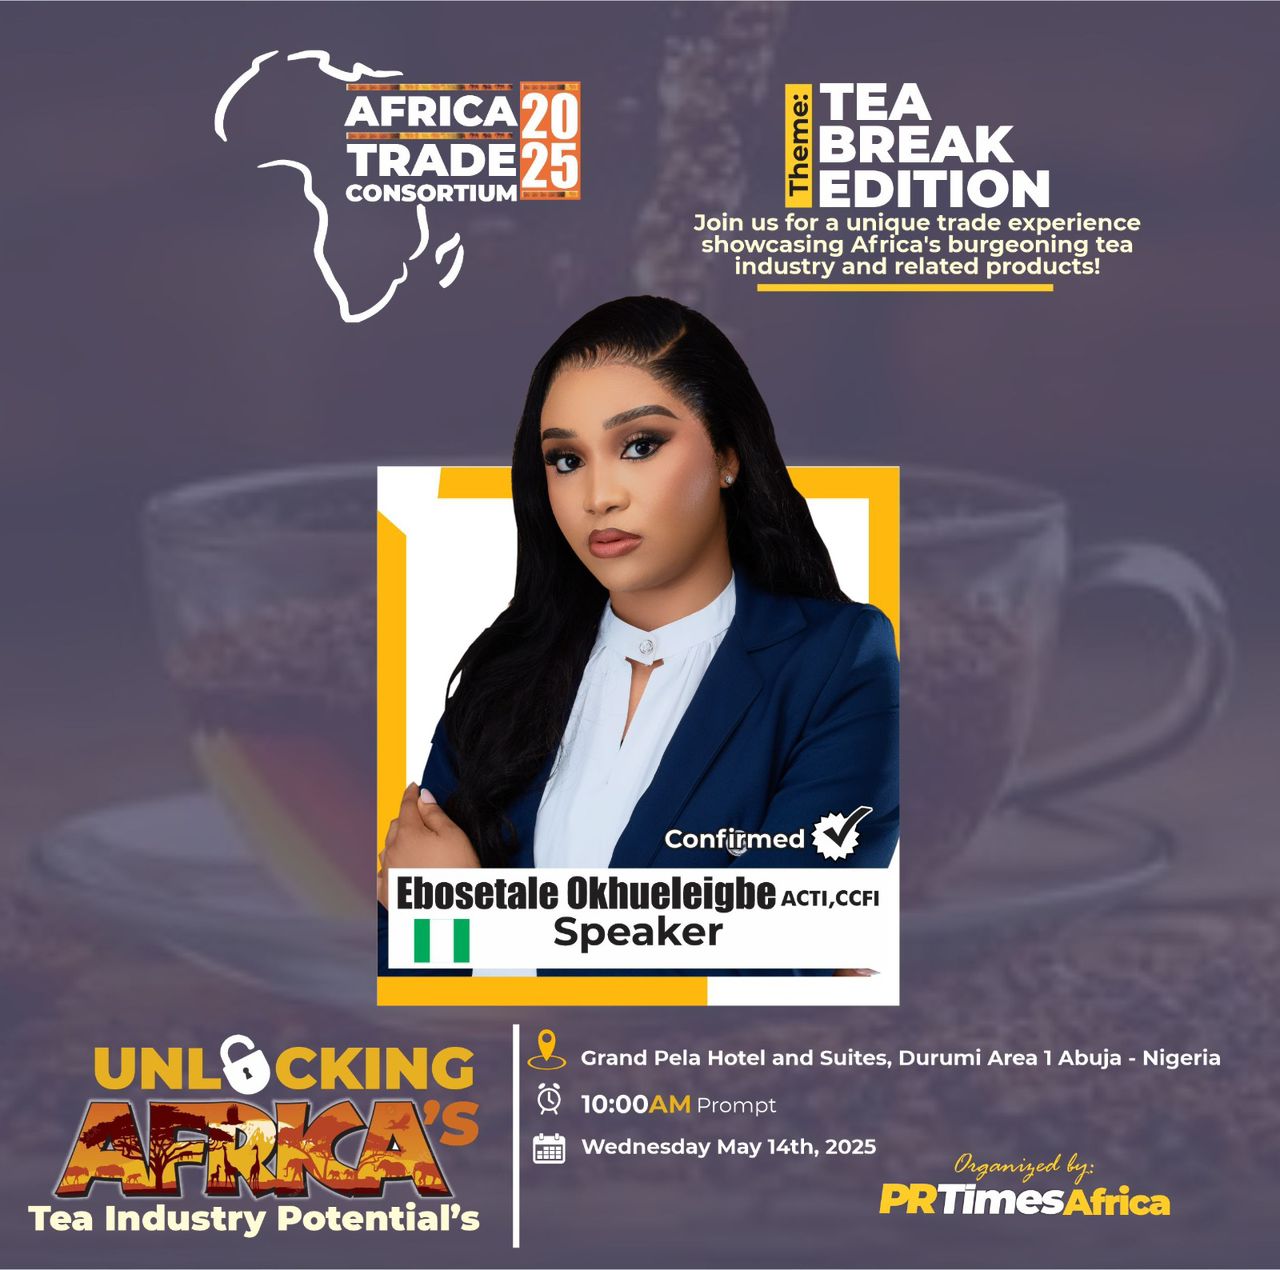 AFRICA
TRADE
CONSORTIUM
20
25
Theme:
TEA
BREAK
EDITION
Join us for a unique trade experience
showcasing Africa's burgeoning tea
industry and related products!
Confirmed
Ebosetale Okhueleigbe ACTI,CCFI
Speaker
UNLOCKING
AFRICA'S
Tea Industry Potential's
Grand Pela Hotel and Suites, Durumi Area 1 Abuja - Nigeria
10:00AM Prompt
Wednesday May 14th, 2025
Organized by:
PRTimesAfrica